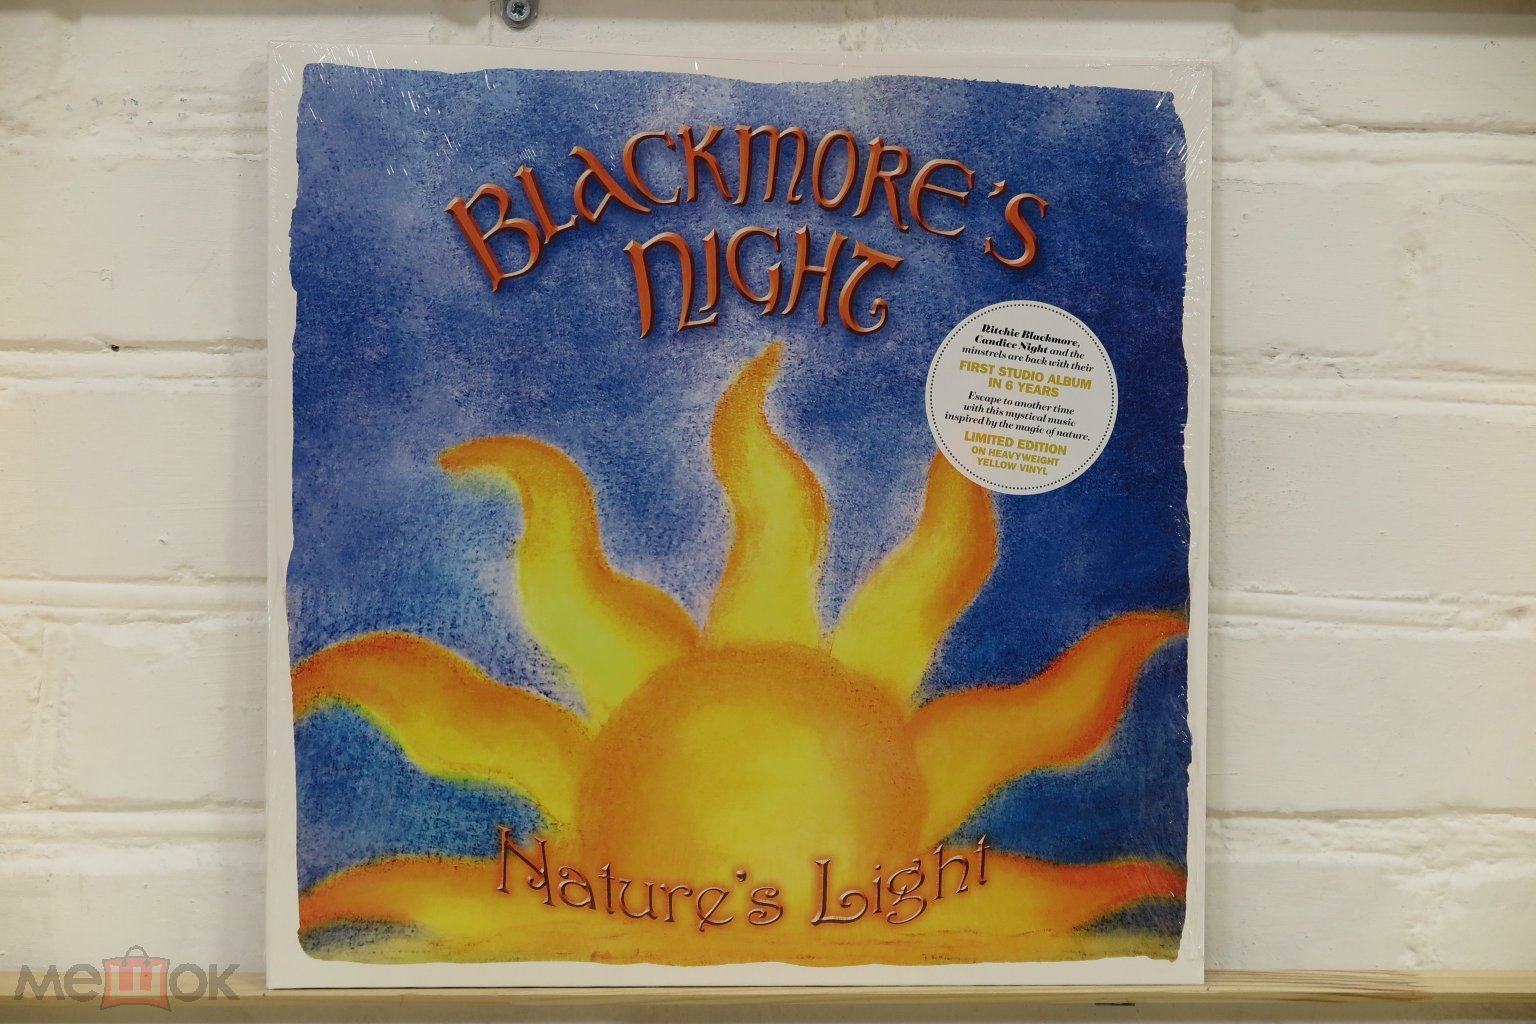 BLACKMORE'S
NIGHT
Ritchie Blackmore,
Candice Night and the
minstrels are back with their
FIRST STUDIO ALBUM
IN 6 YEARS
Escape to another time
with this mystical music
inspired by the magic of nature.
LIMITED EDITION
ON HEAVYWEIGHT
YELLOW VINYL
Nature's Light
мешок